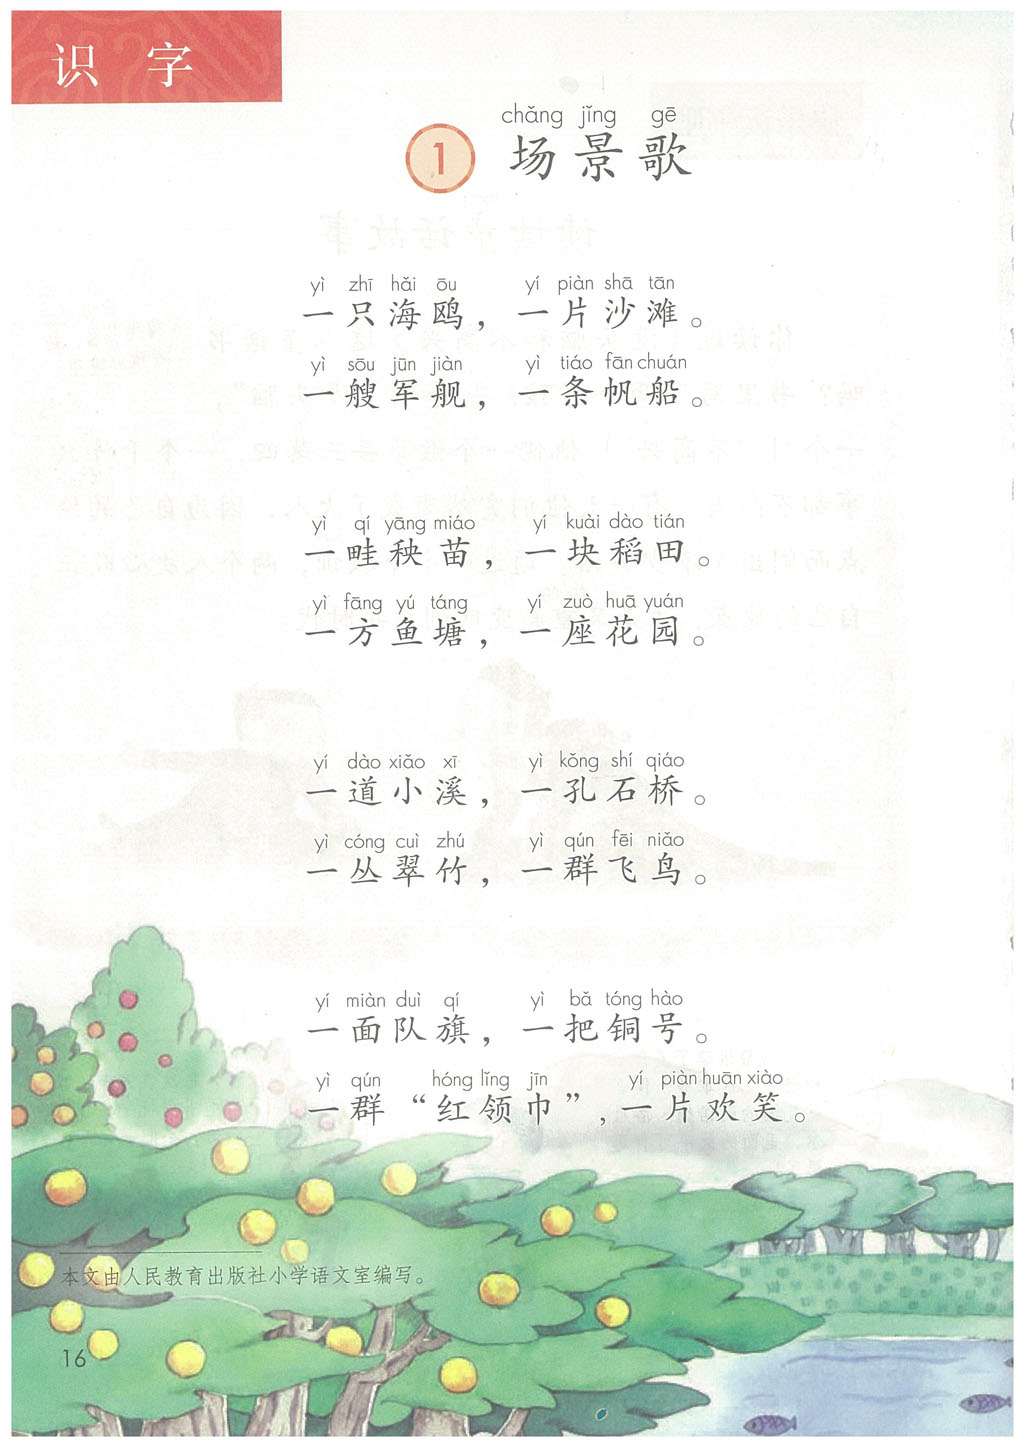 识 字
chǎng jǐng gē
1 场景歌
yì zhī hǎi ōu yí piàn shā tān
一只海鸥，一片沙滩。
yì sōu jūn jiàn yì tiáo fān chuán
一艘军舰，一条帆船。
yì qí yāng miáo yí kuài dào tián
一畦秧苗，一块稻田。
yì fāng yú táng yí zuò huā yuán
一方鱼塘，一座花园。
yí dào xiǎo xī yì kǒng shí qiáo
一道小溪，一孔石桥。
yì cóng cuì zhú yì qún fēi niǎo
一丛翠竹，一群飞鸟。
yí miàn duì qí yì bǎ tóng hào
一面队旗，一把铜号。
yì qún hóng lǐng jīn yí piàn huān xiào
一群“红领巾”，一片欢笑。
本文由人民教育出版社小学语文室编写。
16